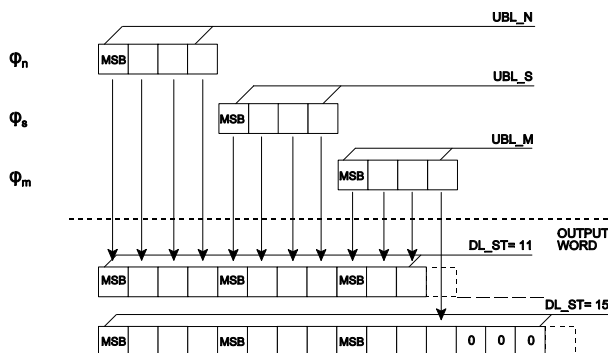 UBL_N
φn MSB
UBL_S
φs MSB
UBL_M
φm MSB
OUTPUT
WORD
DL_ST= 11
MSB MSB MSB
DL_ST= 15
MSB MSB MSB 0 0 0